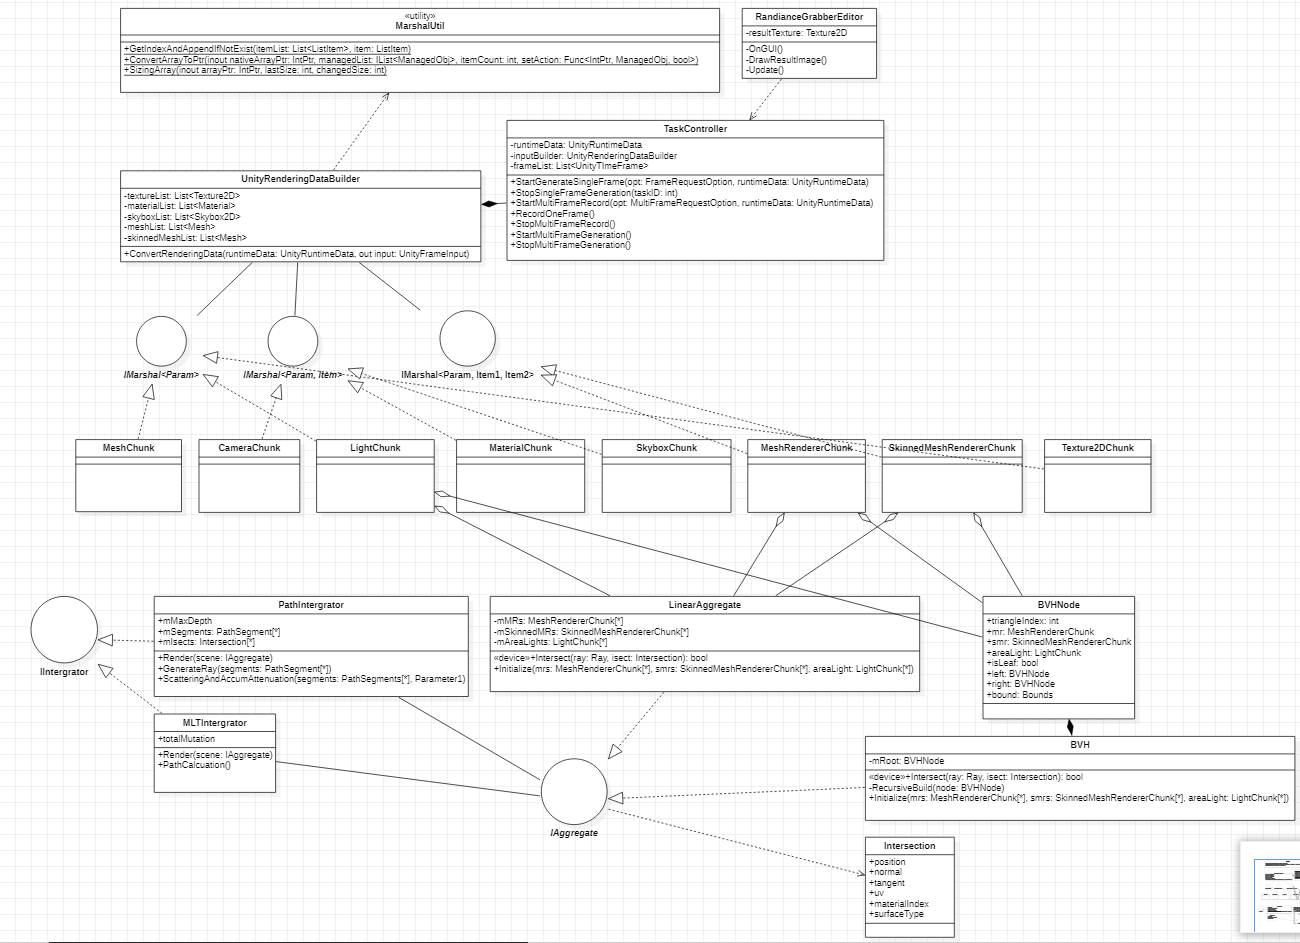 «utility»
MarshalUtil
+GetIndexAndAppendIfNotExist(itemList: List<ListItem>, item: ListItem)
+ConvertArrayToPtr(inout nativeArrayPtr: IntPtr, managedList: IList<ManagedObj>, itemCount: int, setAction: Func<IntPtr, ManagedObj, bool>)
+SizingArray(inout arrayPtr: IntPtr, lastSize: int, changedSize: int)
RandianceGrabberEditor
-resultTexture: Texture2D
-OnGUI()
-DrawResultImage()
-Update()
TaskController
-runtimeData: UnityRuntimeData
-inputBuilder: UnityRenderingDataBuilder
-frameList: List<UnityTImeFrame>
+StartGenerateSingleFrame(opt: FrameRequestOption, runtimeData: UnityRuntimeData)
+StopSingleFrameGeneration(taskID: int)
+StartMultiFrameRecord(opt: MultiFrameRequestOption, runtimeData: UnityRuntimeData)
+RecordOneFrame()
+StopMultiFrameRecord()
+StartMultiFrameGeneration()
+StopMultiFrameGeneration()
UnityRenderingDataBuilder
-textureList: List<Texture2D>
-materialList: List<Material>
-skyboxList: List<Skybox2D>
-meshList: List<Mesh>
-skinnedMeshList: List<Mesh>
+ConvertRenderingData(runtimeData: UnityRuntimeData, out input: UnityFrameInput)
IMarshal<Param>
IMarshal<Param, Item>
IMarshal<Param, Item1, Item2>
MeshChunk
CameraChunk
LightChunk
MaterialChunk
SkyboxChunk
MeshRendererChunk
SkinnedMeshRendererChunk
Texture2DChunk
IIntergrator
PathIntergrator
+mMaxDepth
+mSegments: PathSegment[*]
+mIsects: Intersection[*]
+Render(scene: IAggregate)
+GenerateRay(segments: PathSegment[*])
+ScatteringAndAccumAttenuation(segments: PathSegments[*], Parameter1)
LinearAggregate
-mMRs: MeshRendererChunk[*]
-mSkinnedMRs: SkinnedMeshRendererChunk[*]
-mAreaLights: LightChunk[*]
«device»+Intersect(ray: Ray, isect: Intersection): bool
+Initialize(mrs: MeshRendererChunk[*], smrs: SkinnedMeshRendererChunk[*], areaLight: LightChunk[*])
BVHNode
+triangleIndex: int
+mr: MeshRendererChunk
+smr: SkinnedMeshRendererChunk
+areaLight: LightChunk
+isLeaf: bool
+left: BVHNode
+right: BVHNode
+bound: Bounds
MLTIntergrator
+totalMutation
+Render(scene: IAggregate)
+PathCalcuation()
BVH
-mRoot: BVHNode
«device»+Intersect(ray: Ray, isect: Intersection): bool
-RecursiveBuild(node: BVHNode)
+Initialize(mrs: MeshRendererChunk[*], smrs: SkinnedMeshRendererChunk[*], areaLight: LightChunk[*])
IAggregate
Intersection
+position
+normal
+tangent
+uv
+materialIndex
+surfaceType